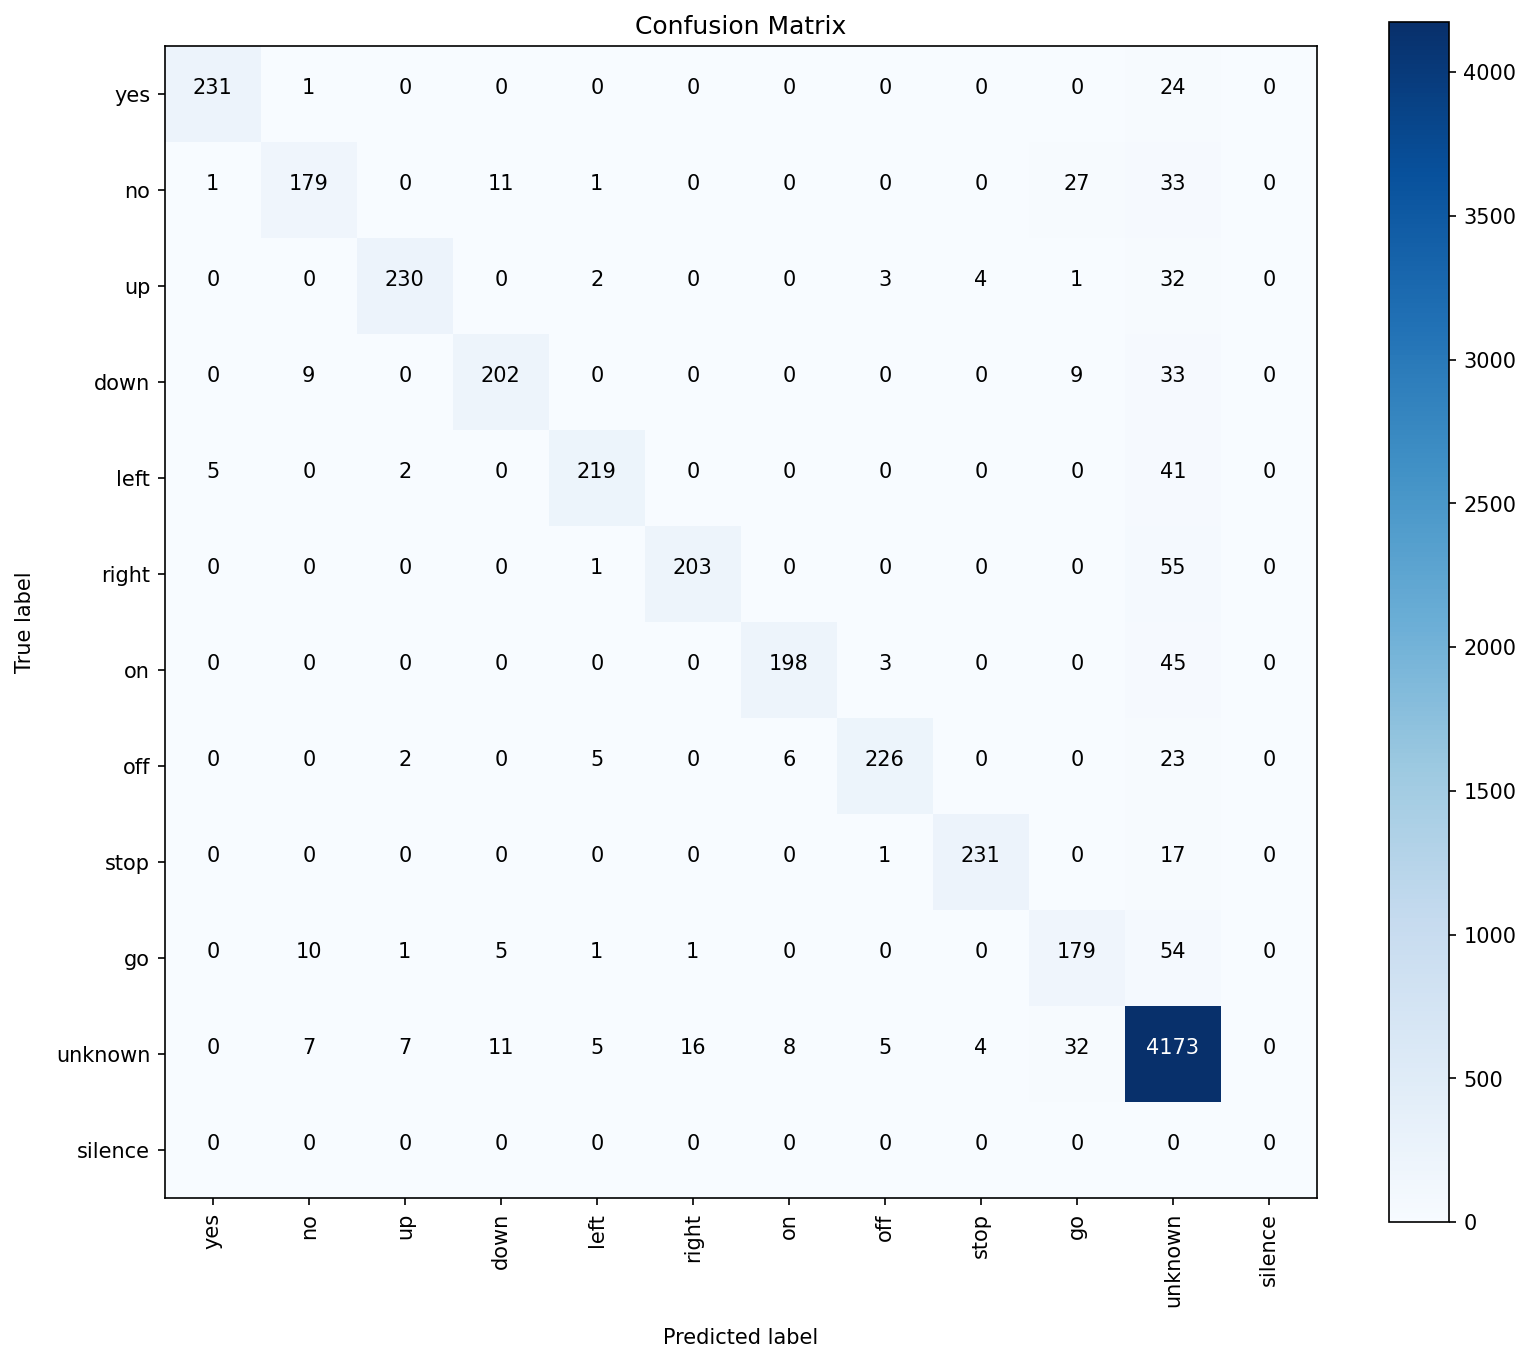 Confusion Matrix
yes 231 1 0 0 0 0 0 0 0 0 24 0
no 1 179 0 11 1 0 0 0 0 27 33 0
up 0 0 230 0 2 0 0 3 4 1 32 0
down 0 9 0 202 0 0 0 0 0 9 33 0
left 5 0 2 0 219 0 0 0 0 0 41 0
right 0 0 0 0 1 203 0 0 0 0 55 0
on 0 0 0 0 0 0 198 3 0 0 45 0
off 0 0 2 0 5 0 6 226 0 0 23 0
stop 0 0 0 0 0 0 0 1 231 0 17 0
go 0 10 1 5 1 1 0 0 0 179 54 0
unknown 0 7 7 11 5 16 8 5 4 32 4173 0
silence 0 0 0 0 0 0 0 0 0 0 0 0
yes no up down left right on off stop go unknown silence
Predicted label
True label
4000
3500
3000
2500
2000
1500
1000
500
0